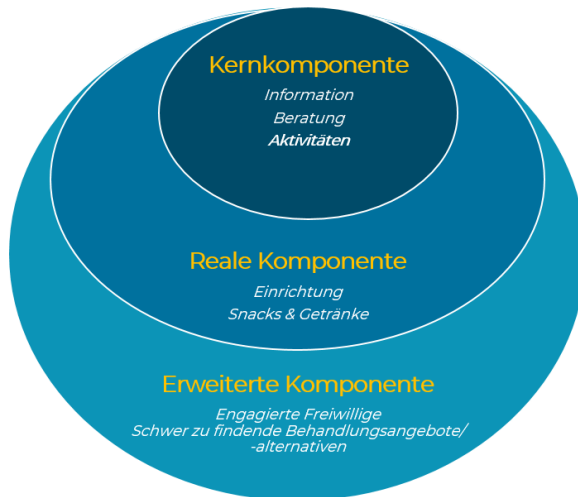 Kernkomponente
Information
Beratung
Aktivitäten
Reale Komponente
Einrichtung
Snacks & Getränke
Erweiterte Komponente
Engagierte Freiwillige
Schwer zu findende Behandlungsangebote/
-alternativen